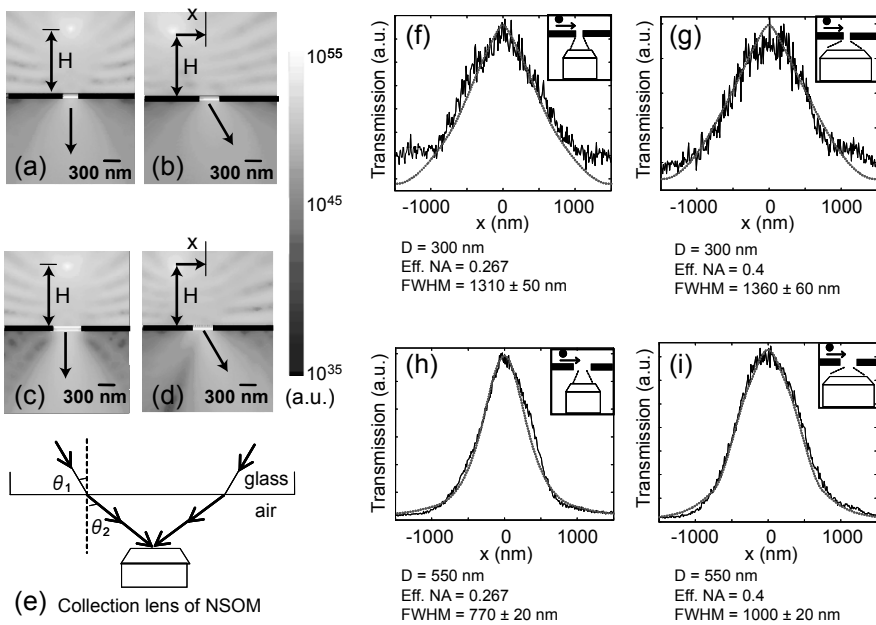 H
(a)
300 nm
x
H
(b)
300 nm
H
(c)
300 nm
x
H
(d)
300 nm
10^55
10^45
10^35
(a.u.)
θ1
glass
air
θ2
(e) Collection lens of NSOM
(f)
Transmission (a.u.)
-1000 0 1000
x (nm)
D = 300 nm
Eff. NA = 0.267
FWHM = 1310 ± 50 nm
(g)
Transmission (a.u.)
-1000 0 1000
x (nm)
D = 300 nm
Eff. NA = 0.4
FWHM = 1360 ± 60 nm
(h)
Transmission (a.u.)
-1000 0 1000
x (nm)
D = 550 nm
Eff. NA = 0.267
FWHM = 770 ± 20 nm
(i)
Transmission (a.u.)
-1000 0 1000
x (nm)
D = 550 nm
Eff. NA = 0.4
FWHM = 1000 ± 20 nm